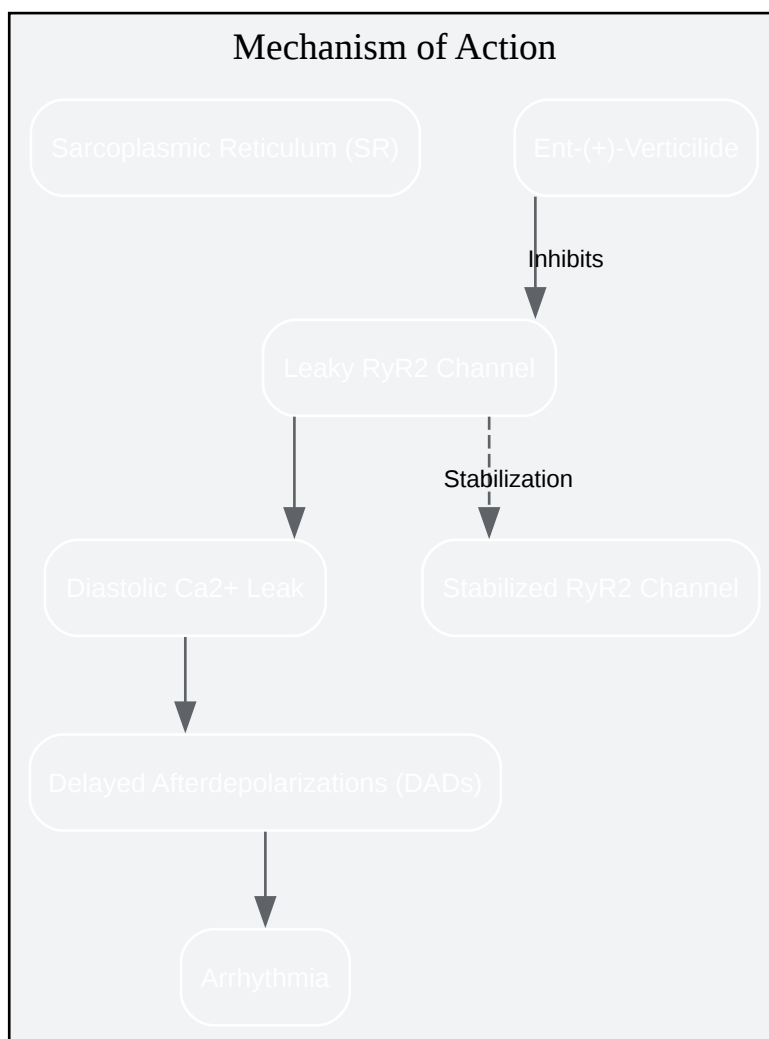 Mechanism of Action
Sarcoplasmic Reticulum (SR)
Ent-(+)-Verticilide
Inhibits
Leaky RyR2 Channel
Stabilization
Diastolic Ca2+ Leak
Stabilized RyR2 Channel
Delayed Afterdepolarizations (DADs)
Arrhythmia